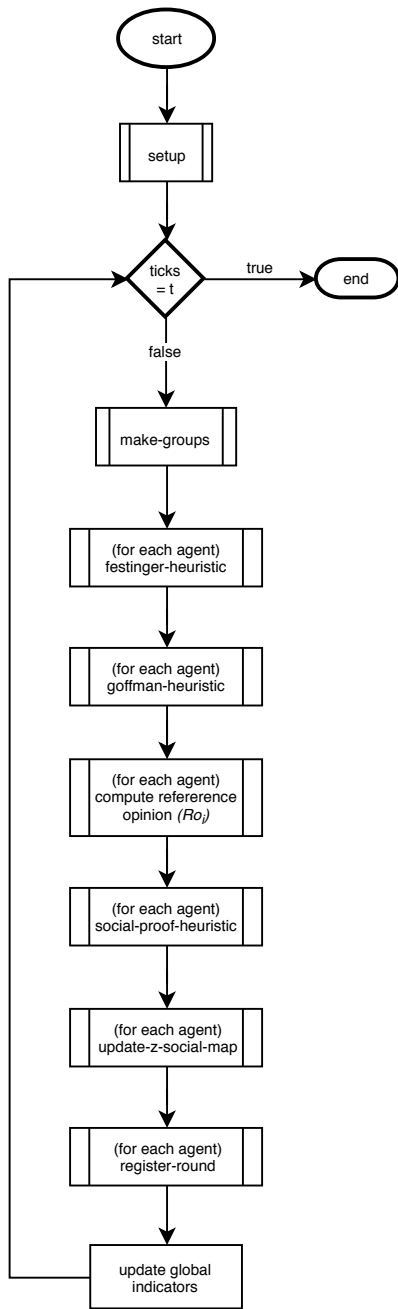 start
setup
ticks
= t
true
end
false
make-groups
(for each agent)
festinger-heuristic
(for each agent)
goffman-heuristic
(for each agent)
compute refererence
opinion (Roᵢ)
(for each agent)
social-proof-heuristic
(for each agent)
update-z-social-map
(for each agent)
register-round
update global
indicators